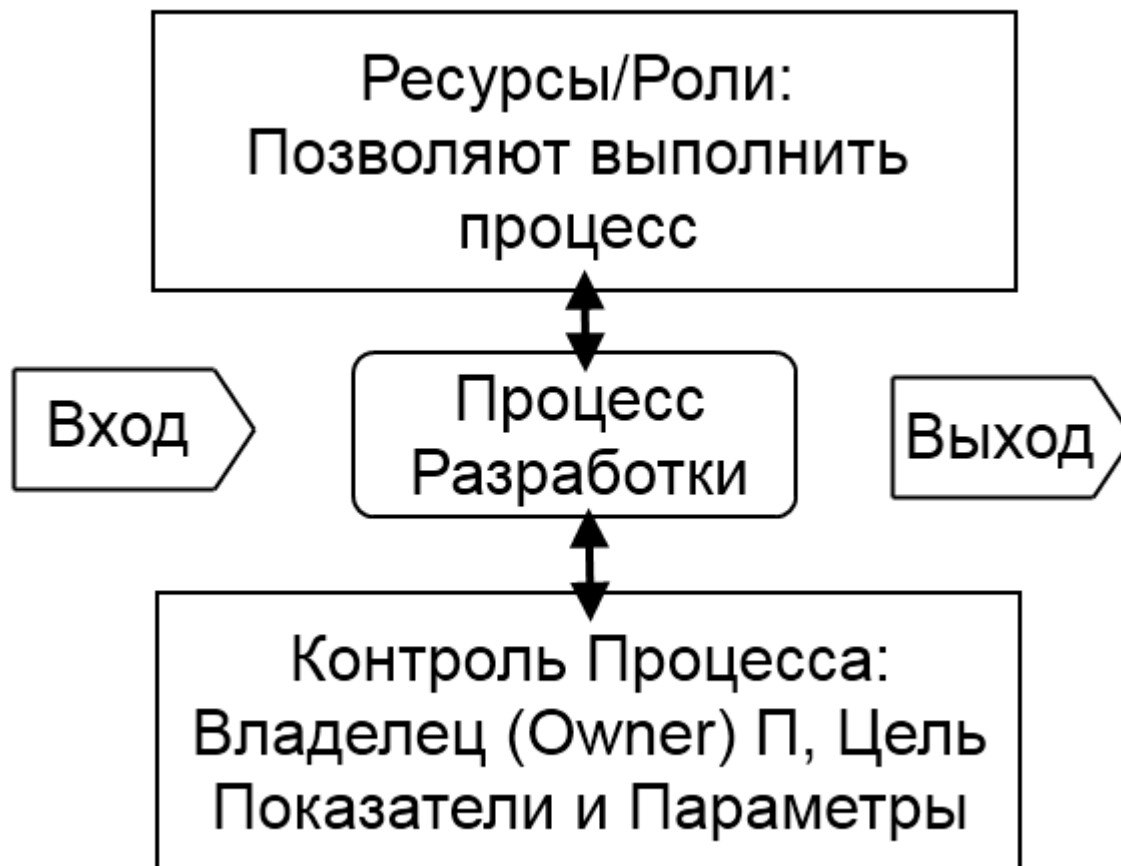 Ресурсы/Роли:
Позволяют выполнить
процесс
Вход
Процесс
Разработки
Выход
Контроль Процесса:
Владелец (Owner) П, Цель
Показатели и Параметры